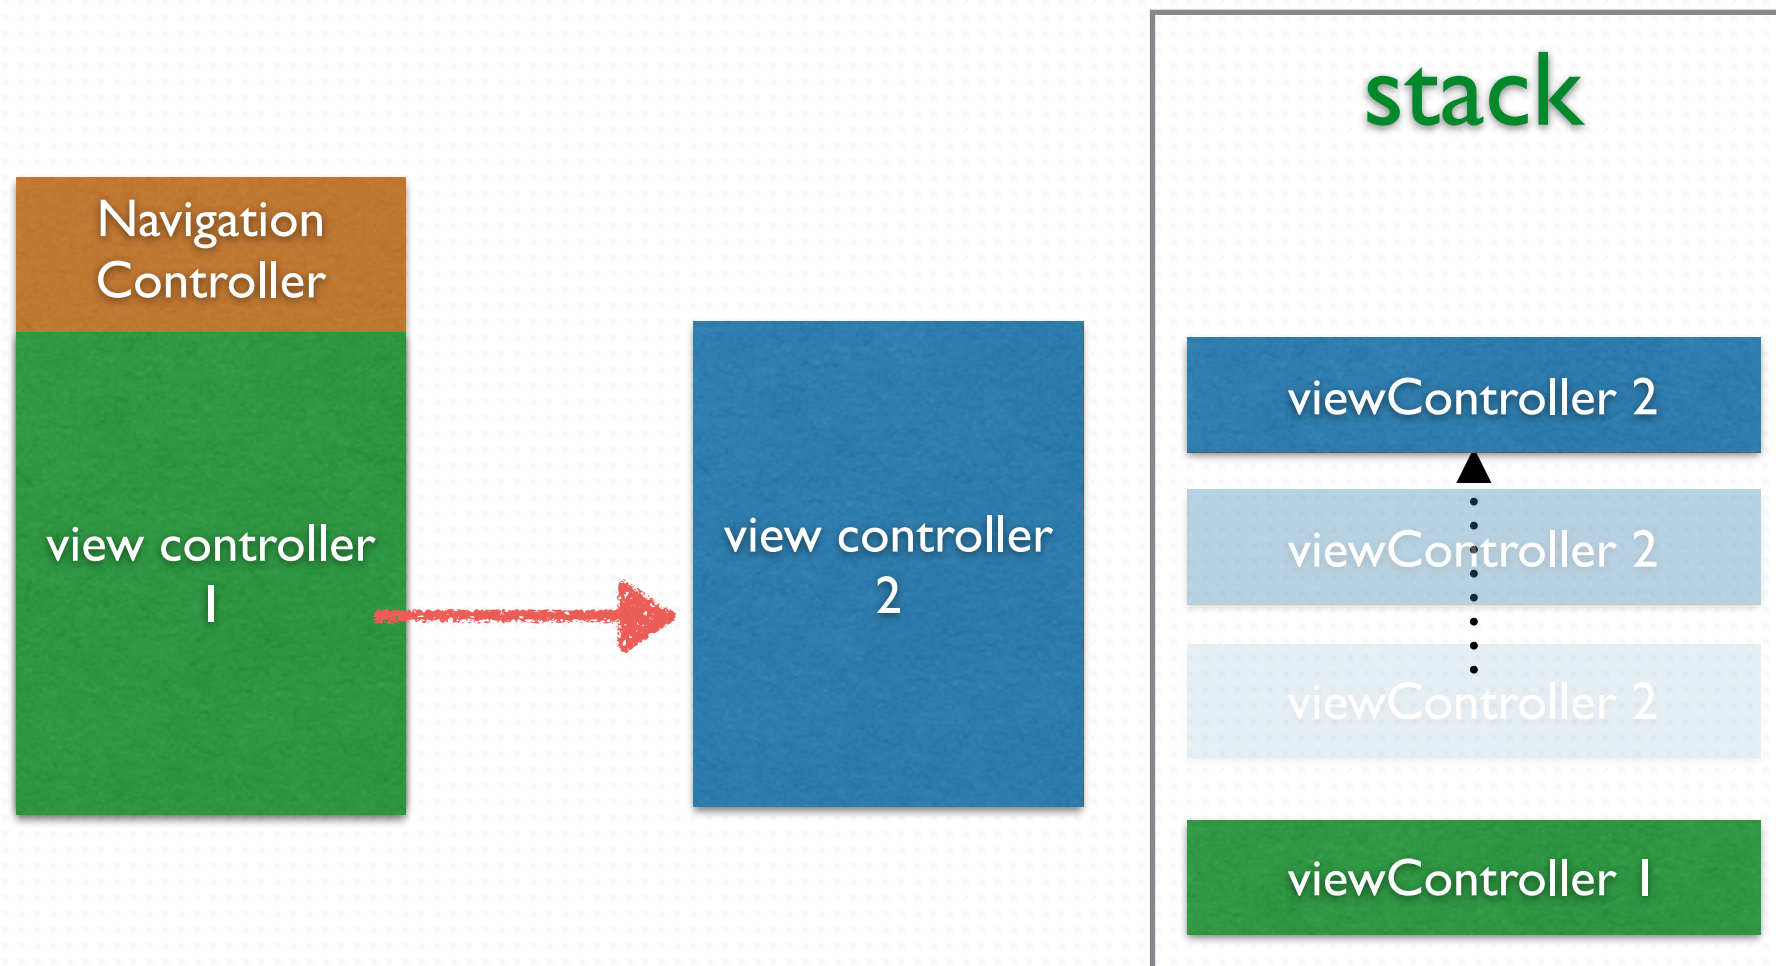 stack
Navigation
Controller
view controller
1
view controller
2
viewController 2
viewController 2
viewController 2
viewController 1